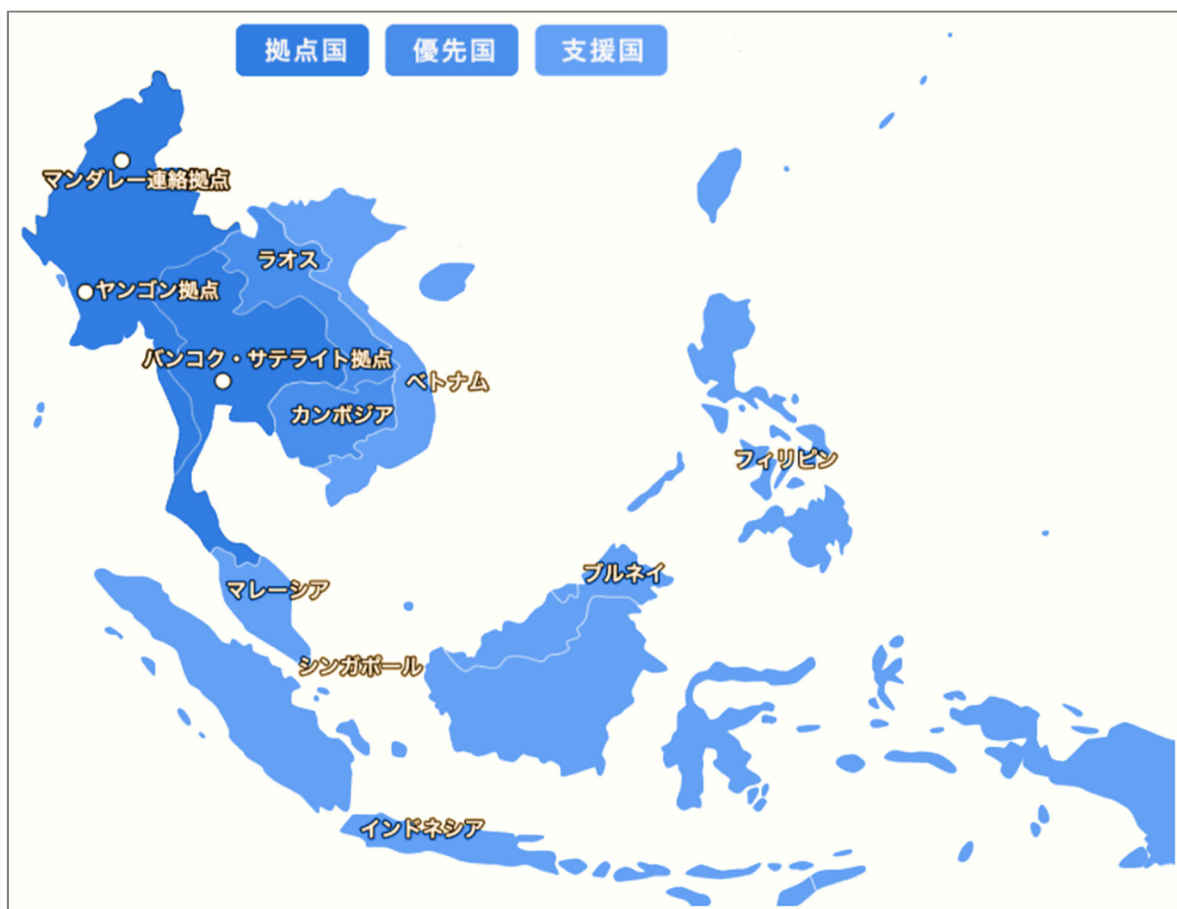 拠点国
優先国
支援国
マンダレー連絡拠点
ラオス
ヤンゴン拠点
バンコク・サテライト拠点
ベトナム
カンボジア
フィリピン
ブルネイ
マレーシア
シンガポール
インドネシア